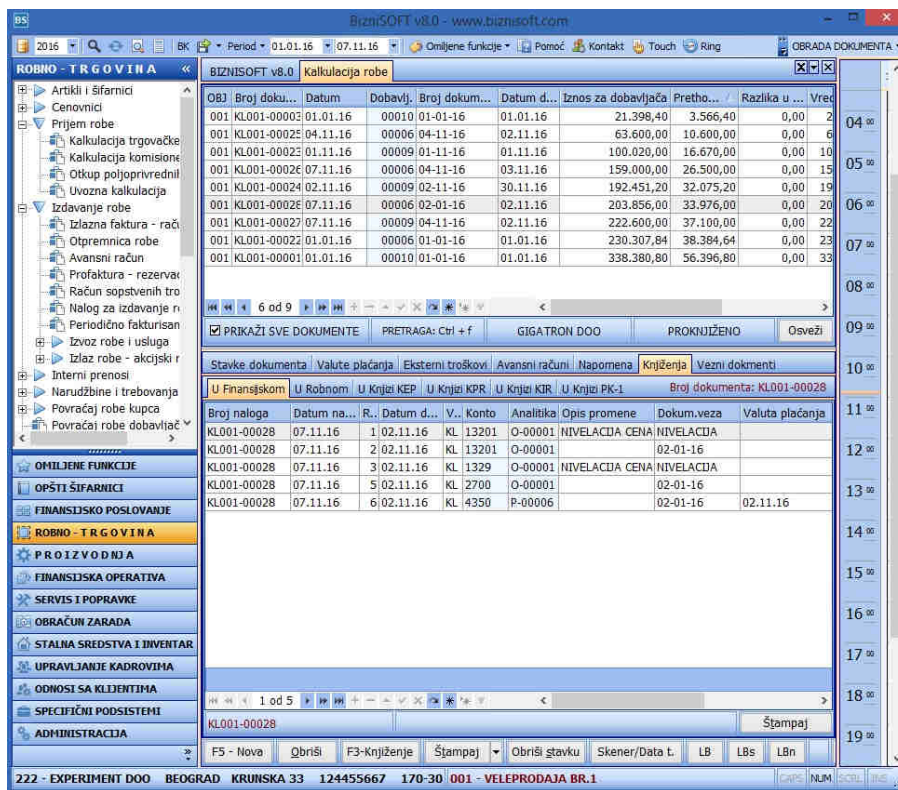 BS BizniSOFT v8.0 - www.biznisoft.com
2016 BK Period 01.01.16 07.11.16 Omiljene funkcije Pomoć Kontakt Touch Ring OBRADA DOKUMENTA
ROBNO - T R G O V I N A «
Artikli i šifarnici
Cenovnici
Prijem robe
Kalkulacija trgovačke
Kalkulacija komisione
Otkup poljoprivrednih
Uvozna kalkulacija
Izdavanje robe
Izlazna faktura - raču
Otpremnica robe
Avansni račun
Profaktura - rezervac
Račun sopstvenih tro
Nalog za izdavanje r
Periodično fakturisan
Izvoz robe i usluga
Izlaz robe - akcijski r
Interni prenosi
Narudžbine i trebovanja
Povraćaj robe kupca
Povraćaj robe dobavljač
OMILJENE FUNKCIJE
OPŠTI ŠIFARNICI
FINANSIJSKO POSLOVANJE
ROBNO - T R G O V I N A
P R O I Z V O D NJ A
FINANSIJSKA OPERATIVA
SERVIS I POPRAVKE
OBRAČUN ZARADA
STALNA SREDSTVA I INVENTAR
UPRAVLJANJE KADROVIMA
ODNOSI SA KLIJENTIMA
SPECIFIČNI PODSISTEMI
ADMINISTRACIJA
BIZNISOFT v8.0 Kalkulacija robe
OBJ Broj doku... Datum Dobavlj. Broj dokum... Datum d... Iznos za dobavljača Pretho... Razlika u ... Vred
001 KL001-00003 01.01.16 00010 01-01-16 01.01.16 21.398,40 3.566,40 0,00 2
001 KL001-00025 04.11.16 00006 04-11-16 02.11.16 63.600,00 10.600,00 0,00 6
001 KL001-00023 01.11.16 00009 01-11-16 01.11.16 100.020,00 16.670,00 0,00 10
001 KL001-00026 07.11.16 00006 04-11-16 03.11.16 159.000,00 26.500,00 0,00 15
001 KL001-00024 02.11.16 00009 02-11-16 30.11.16 192.451,20 32.075,20 0,00 19
001 KL001-00028 07.11.16 00006 02-01-16 02.11.16 203.856,00 33.976,00 0,00 20
001 KL001-00027 07.11.16 00009 04-11-16 02.11.16 222.600,00 37.100,00 0,00 22
001 KL001-00022 01.01.16 00006 01-01-16 01.01.16 230.307,84 38.384,64 0,00 23
001 KL001-00001 01.01.16 00010 01-01-16 01.01.16 338.380,80 56.396,80 0,00 33
6 od 9
PRIKAŽI SVE DOKUMENTE PRETRAGA: Ctrl + f GIGATRON DOO PROKNJIŽENO Osveži
Stavke dokumenta Valute plaćanja Eksterni troškovi Avansni računi Napomena Knjiženja Vezni dokmenti
U Finansijskom U Robnom U Knjizi KEP U Knjizi KPR U Knjizi KIR U Knjizi PK-1 Broj dokumenta: KL001-00028
Broj naloga Datum na... R.. Datum d... V.. Konto Analitika Opis promene Dokum.veza Valuta plaćanja
KL001-00028 07.11.16 1 02.11.16 KL 13201 O-00001 NIVELACIJA CENA NIVELACIJA
KL001-00028 07.11.16 2 02.11.16 KL 13201 O-00001 02-01-16
KL001-00028 07.11.16 3 02.11.16 KL 1329 O-00001 NIVELACIJA CENA NIVELACIJA
KL001-00028 07.11.16 5 02.11.16 KL 2700 O-00001 02-01-16
KL001-00028 07.11.16 6 02.11.16 KL 4350 P-00006 02-01-16 02.11.16
1 od 5
KL001-00028 Štampaj
F5 - Nova Obriši F3-Knjiženje Štampaj Obriši stavku Skener/Data t. LB LBs LBn
04 00
05 00
06 00
07 00
08 00
09 00
10 00
11 00
12 00
13 00
14 00
15 00
16 00
17 00
18 00
19 00
222 - EXPERIMENT DOO BEOGRAD KRUNSKA 33 124455667 170-30 001 - VELEPRODAJA BR.1 CAPS NUM SCRL INS